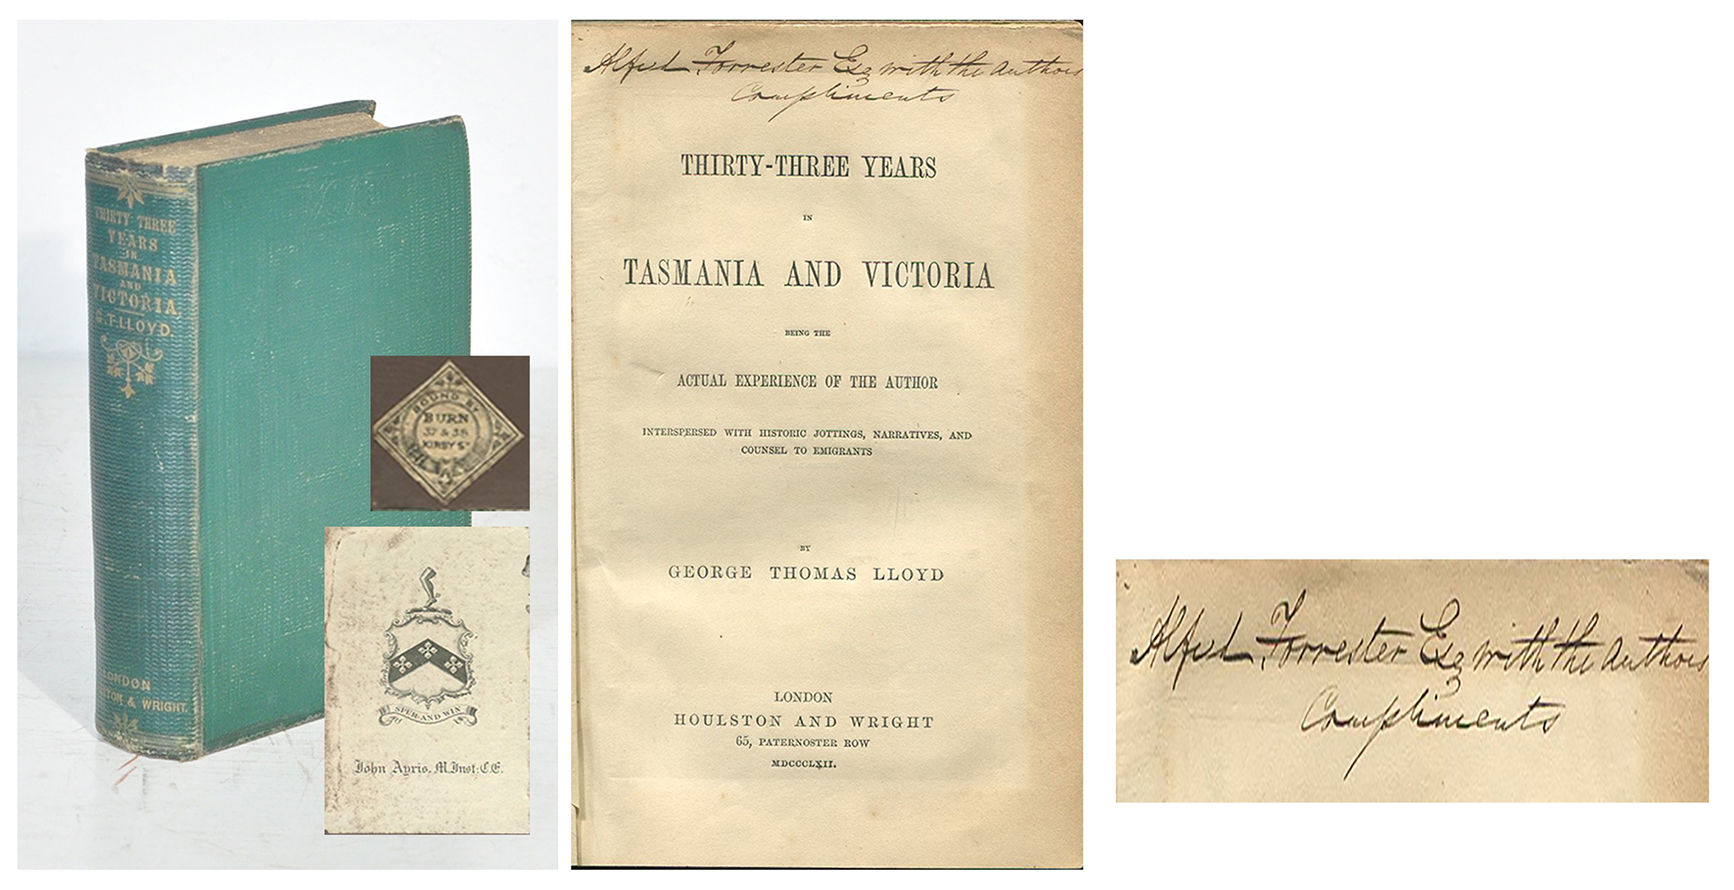 THIRTY-THREE
YEARS
IN
TASMANIA
AND
VICTORIA
G.T. LLOYD.
LONDON
& WRIGHT.
BOUND BY
BURN
37 & 38
KIRBY ST
SPUR AND WIN
John Ayris, M.Inst: C.E.
Alfred Forrester Esq with the authors
Compliments
THIRTY-THREE YEARS
IN
TASMANIA AND VICTORIA
BEING THE
ACTUAL EXPERIENCE OF THE AUTHOR
INTERSPERSED WITH HISTORIC JOTTINGS, NARRATIVES, AND
COUNSEL TO EMIGRANTS
BY
GEORGE THOMAS LLOYD
LONDON
HOULSTON AND WRIGHT
65, PATERNOSTER ROW
MDCCCLXII.
Alfred Forrester Esq with the authors
Compliments